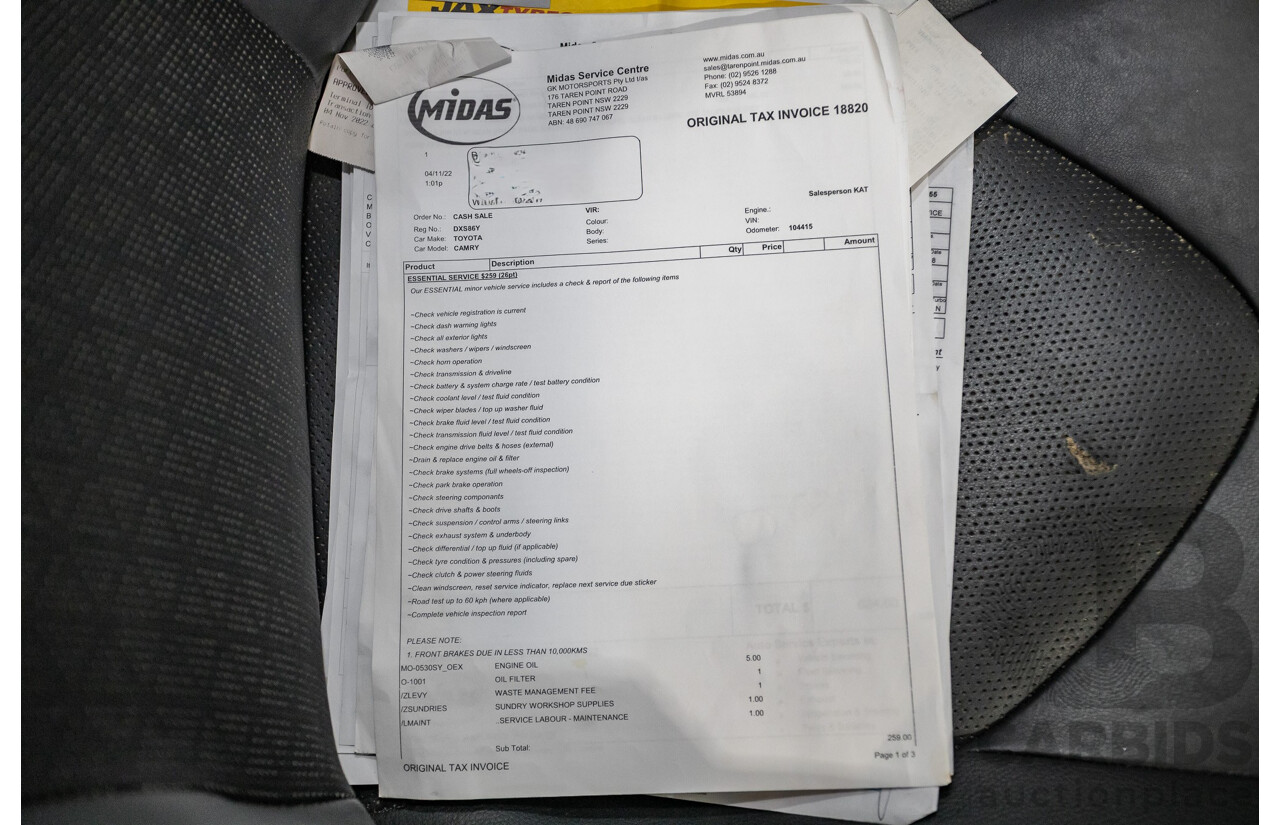 JAX TYRES
MiDAS
Midas Service Centre
GK MOTORSPORTS Pty Ltd t/as
176 TAREN POINT ROAD
TAREN POINT NSW 2229
TAREN POINT NSW 2229
ABN: 48 690 747 067
www.midas.com.au
sales@tarenpoint.midas.com.au
Phone: (02) 9526 1288
Fax: (02) 9524 8372
MVRL 53894
ORIGINAL TAX INVOICE 18820
1
04/11/22
1:01p
Salesperson KAT
Order No.: CASH SALE
Reg No.: DXS86Y
Car Make: TOYOTA
Car Model: CAMRY
VIR:
Colour:
Body:
Series:
Engine.:
VIN:
Odometer: 104415
Product Description Qty Price Amount
ESSENTIAL SERVICE $259 (26pt)
Our ESSENTIAL minor vehicle service includes a check & report of the following items
~Check vehicle registration is current
~Check dash warning lights
~Check all exterior lights
~Check washers / wipers / windscreen
~Check horn operation
~Check transmission & driveline
~Check battery & system charge rate / test battery condition
~Check coolant level / test fluid condition
~Check wiper blades / top up washer fluid
~Check brake fluid level / test fluid condition
~Check transmission fluid level / test fluid condition
~Check engine drive belts & hoses (external)
~Drain & replace engine oil & filter
~Check brake systems (full wheels-off inspection)
~Check park brake operation
~Check steering componants
~Check drive shafts & boots
~Check suspension / control arms / steering links
~Check exhaust system & underbody
~Check differential / top up fluid (if applicable)
~Check tyre condition & pressures (including spare)
~Check clutch & power steering fluids
~Clean windscreen, reset service indicator, replace next service due sticker
~Road test up to 60 kph (where applicable)
~Complete vehicle inspection report
PLEASE NOTE:
1. FRONT BRAKES DUE IN LESS THAN 10,000KMS
MO-0530SY_OEX ENGINE OIL 5.00
O-1001 OIL FILTER 1
/ZLEVY WASTE MANAGEMENT FEE 1
/ZSUNDRIES SUNDRY WORKSHOP SUPPLIES 1.00
/LMAINT ..SERVICE LABOUR - MAINTENANCE 1.00
Sub Total: 259.00
ORIGINAL TAX INVOICE Page 1 of 3